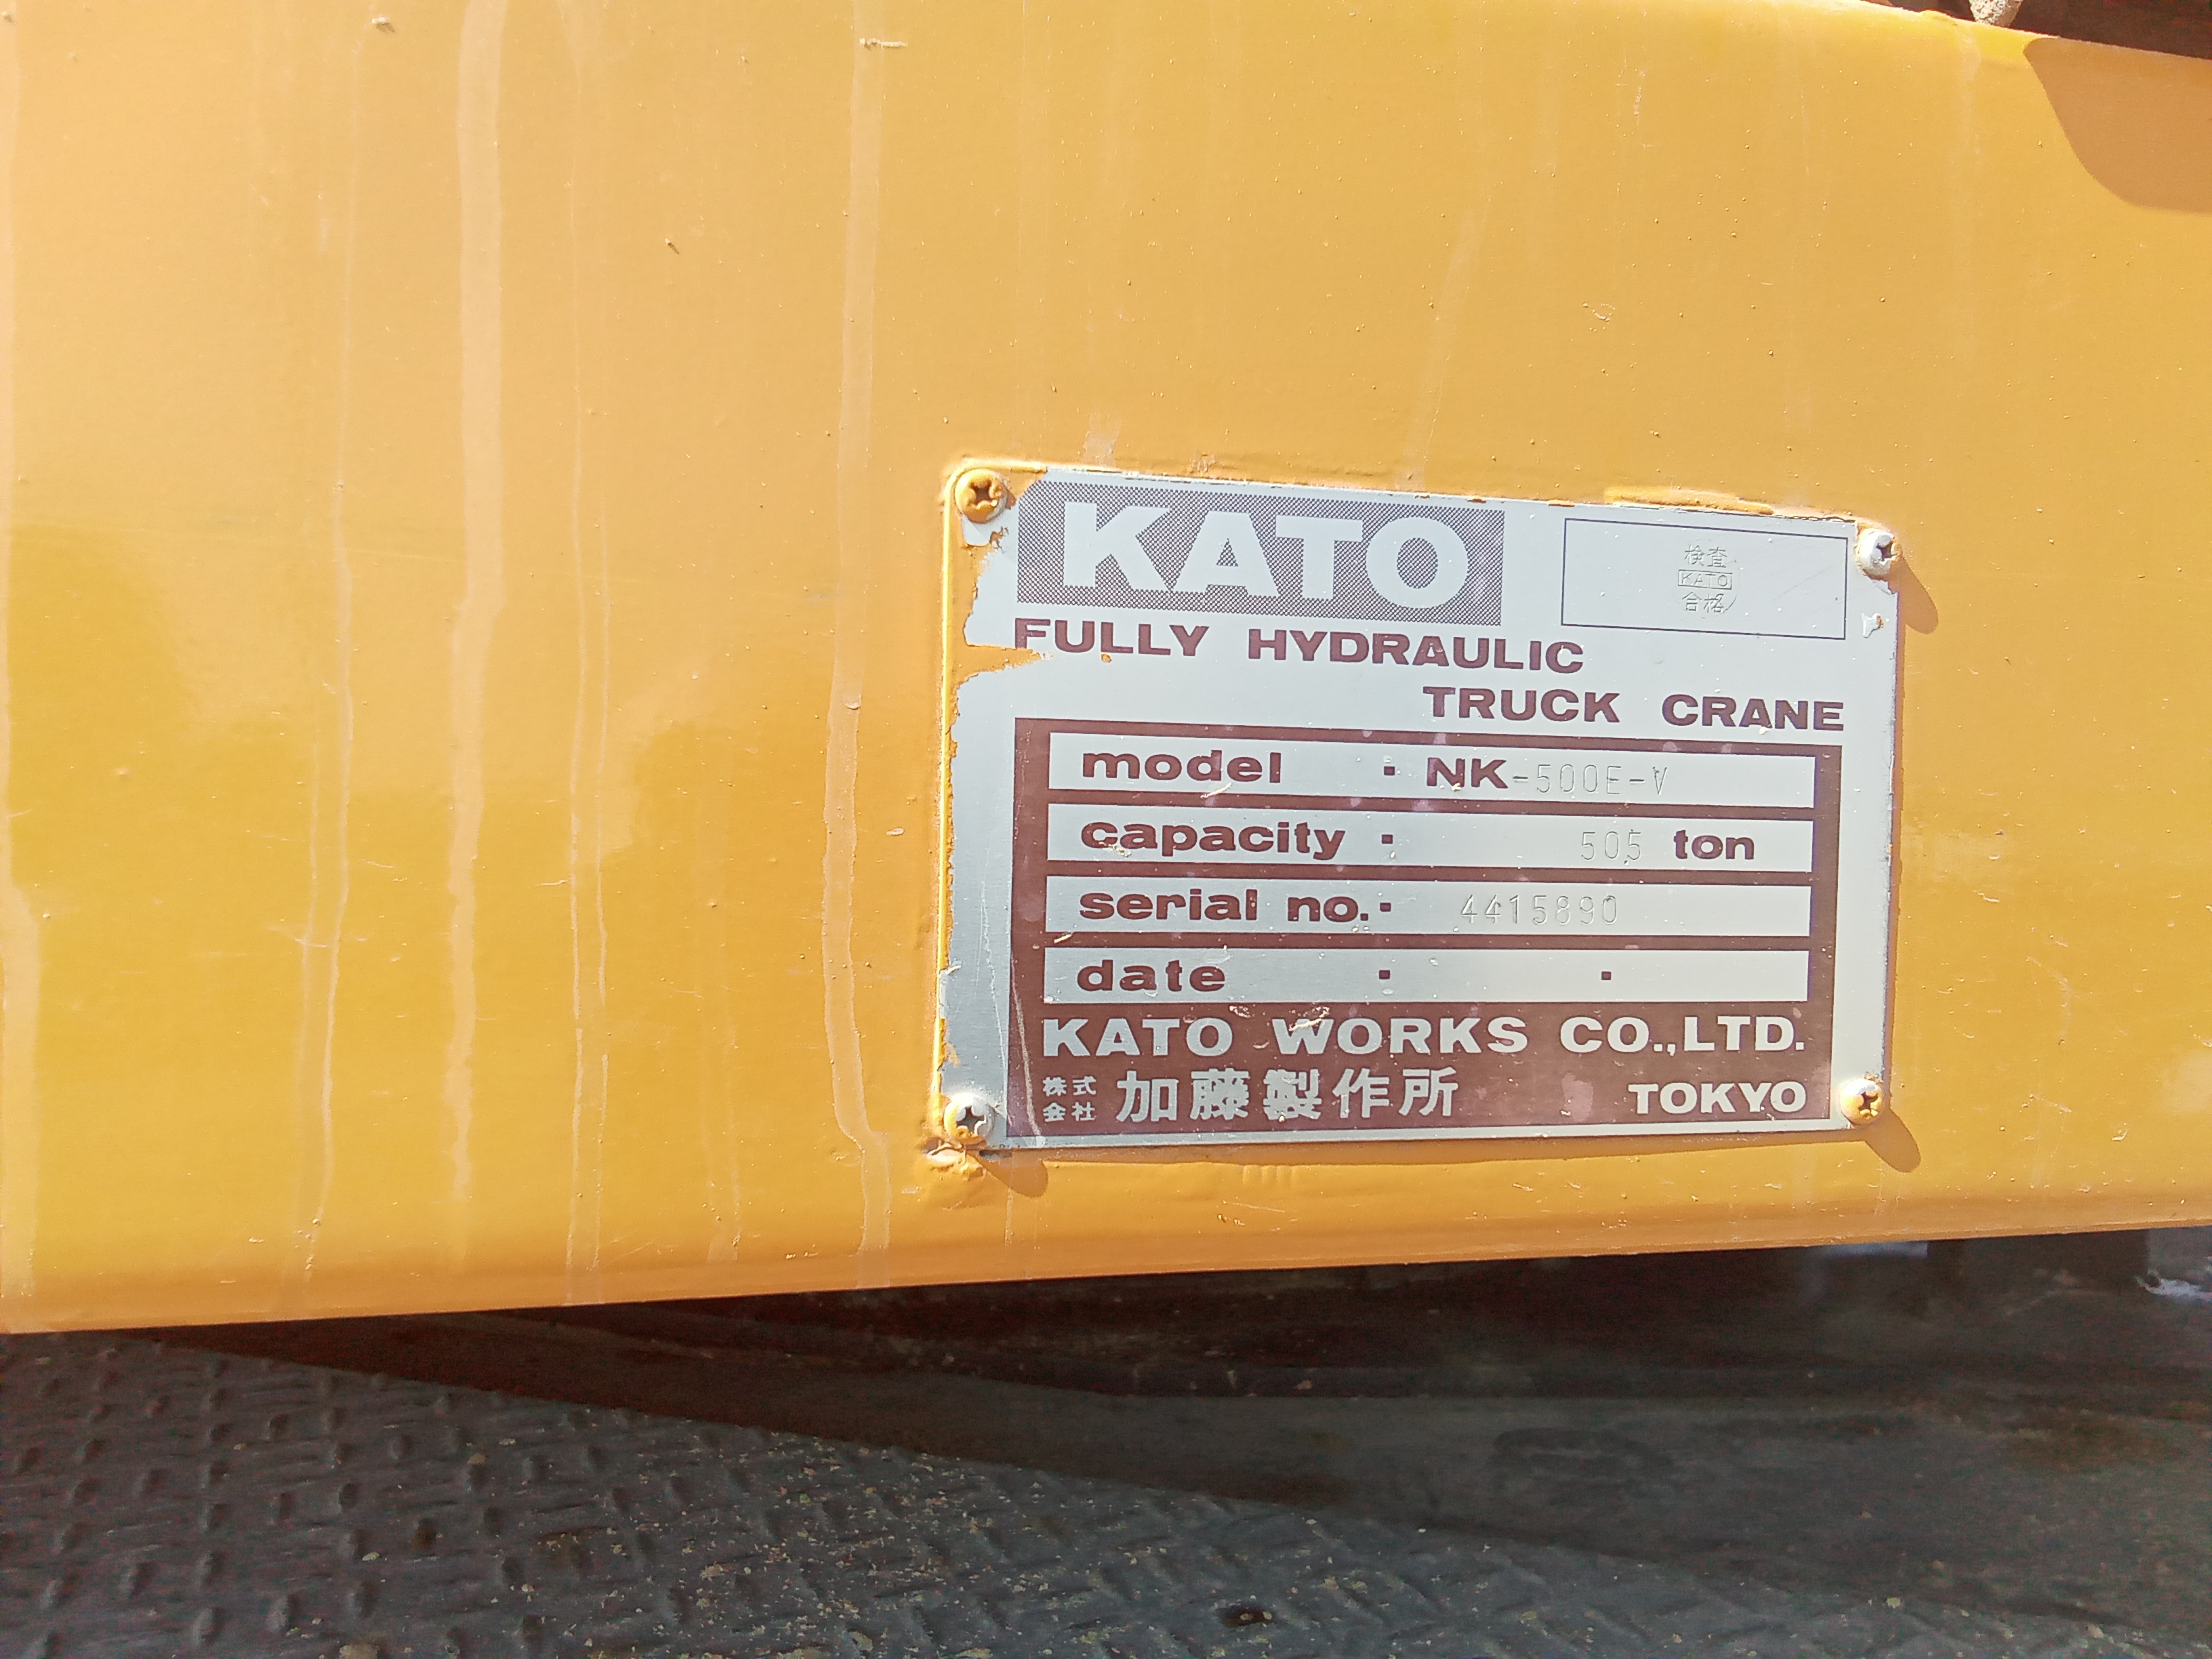 KATO
検査
KATO
合格
FULLY HYDRAULIC
TRUCK CRANE
model : NK-500E-V
capacity : 50.5 ton
serial no. : 4415890
date : .
KATO WORKS CO.,LTD.
株式会社 加藤製作所 TOKYO